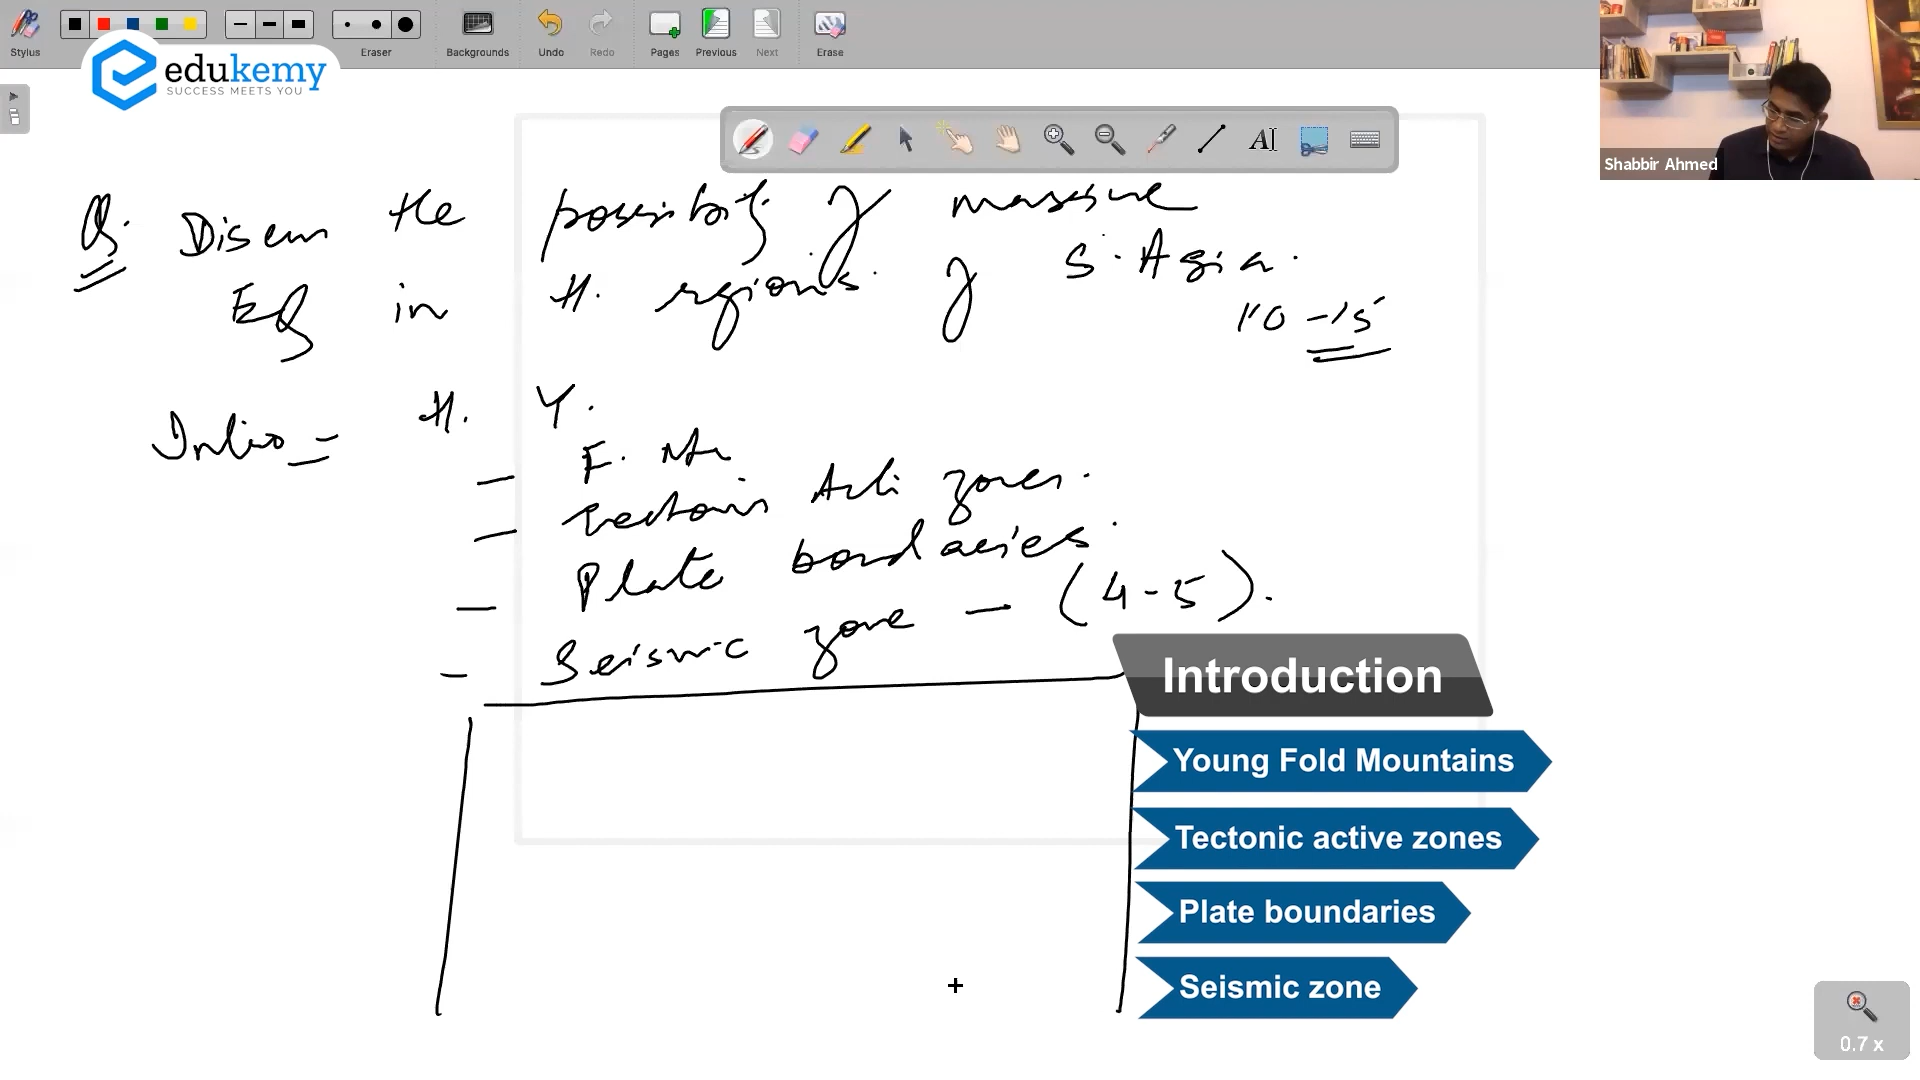 Stylus
Eraser
Backgrounds
Undo
Redo
Pages
Previous
Next
Erase
edukemy
SUCCESS MEETS YOU
AI
Shabbir Ahmed
Q. Discuss the possibility of massive
EQ in H. regions of S. Asia.
10-15
Intro = H. Y.
F. Mtn
- Tectonic Acti zones.
- Plate boundaries.
- Seismic zone - (4-5).
Introduction
Young Fold Mountains
Tectonic active zones
Plate boundaries
Seismic zone
0.7 x